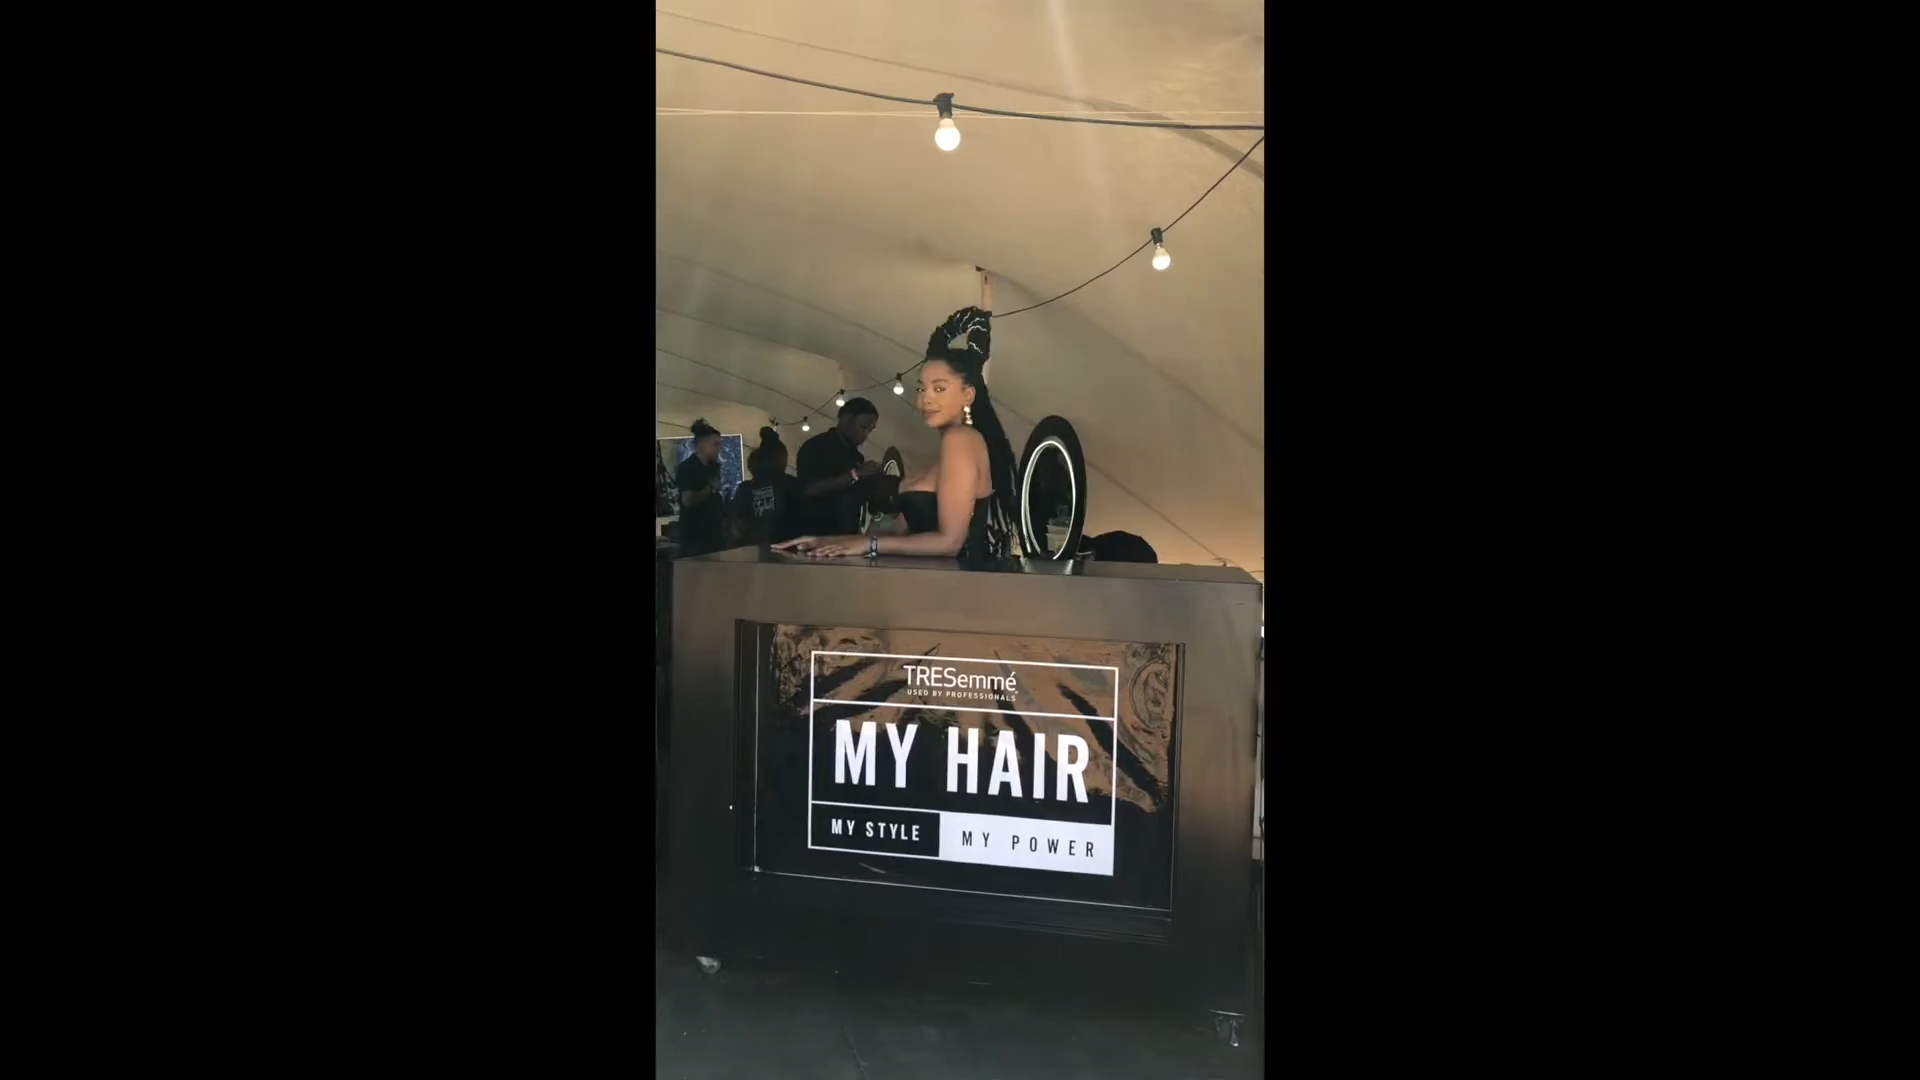 TRESemmé
USED BY PROFESSIONALS
MY HAIR
MY STYLE
MY POWER